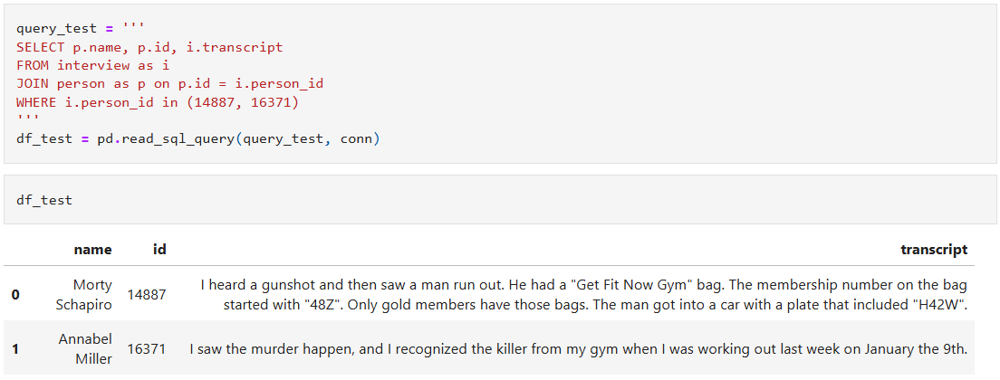 query_test = '''
SELECT p.name, p.id, i.transcript
FROM interview as i
JOIN person as p on p.id = i.person_id
WHERE i.person_id in (14887, 16371)
'''
df_test = pd.read_sql_query(query_test, conn)
df_test
name id transcript
0 Morty Schapiro 14887 I heard a gunshot and then saw a man run out. He had a "Get Fit Now Gym" bag. The membership number on the bag
started with "48Z". Only gold members have those bags. The man got into a car with a plate that included "H42W".
1 Annabel Miller 16371 I saw the murder happen, and I recognized the killer from my gym when I was working out last week on January the 9th.